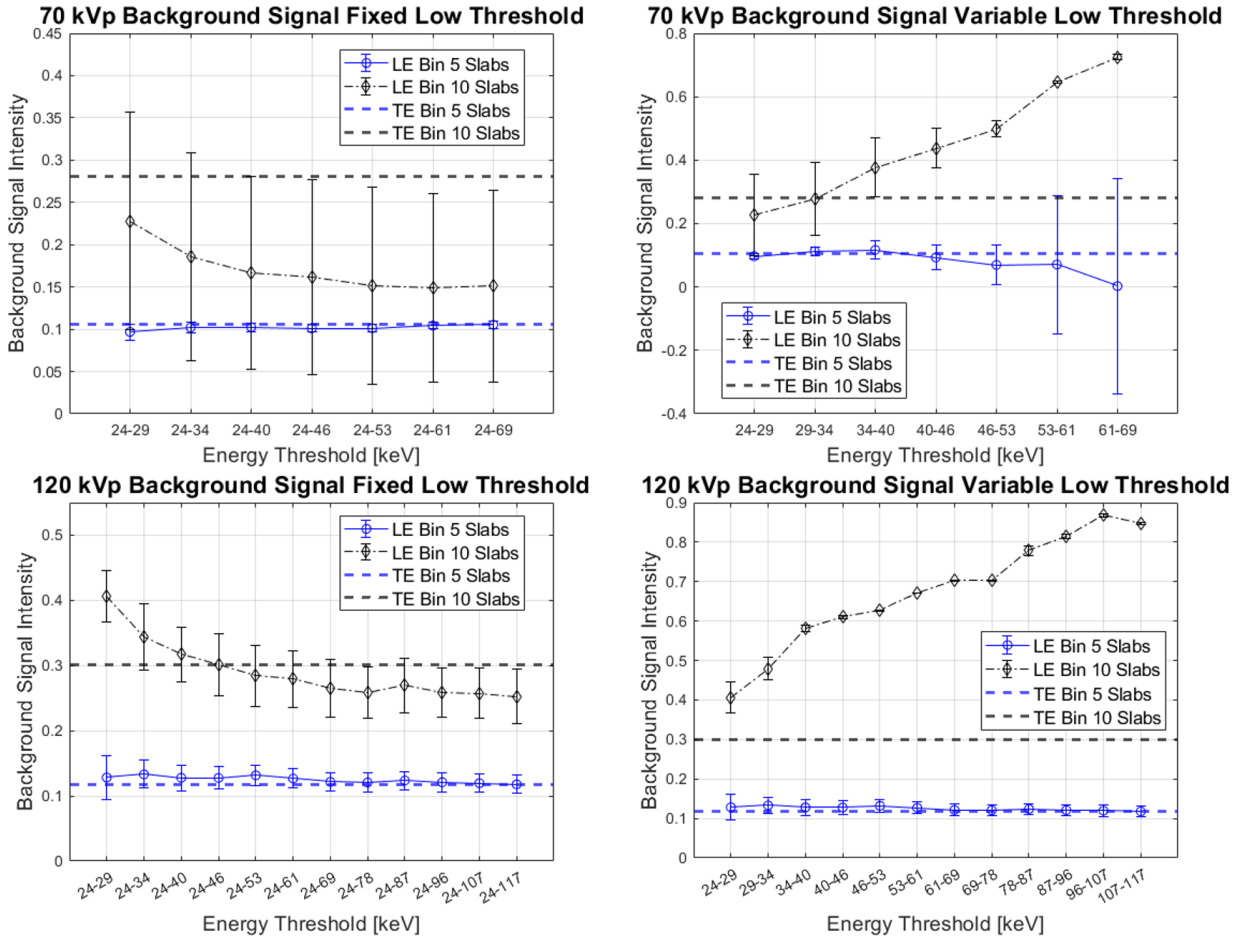 70 kVp Background Signal Fixed Low Threshold
Background Signal Intensity
0.45
0.4
0.35
0.3
0.25
0.2
0.15
0.1
0.05
0
LE Bin 5 Slabs
LE Bin 10 Slabs
TE Bin 5 Slabs
TE Bin 10 Slabs
24-29 24-34 24-40 24-46 24-53 24-61 24-69
Energy Threshold [keV]
70 kVp Background Signal Variable Low Threshold
Background Signal Intensity
0.8
0.6
0.4
0.2
0
-0.2
-0.4
LE Bin 5 Slabs
LE Bin 10 Slabs
TE Bin 5 Slabs
TE Bin 10 Slabs
24-29 29-34 34-40 40-46 46-53 53-61 61-69
Energy Threshold [keV]
120 kVp Background Signal Fixed Low Threshold
Background Signal Intensity
0.5
0.4
0.3
0.2
0.1
0
LE Bin 5 Slabs
LE Bin 10 Slabs
TE Bin 5 Slabs
TE Bin 10 Slabs
24-29 24-34 24-40 24-46 24-53 24-61 24-69 24-78 24-87 24-96 24-107 24-117
Energy Threshold [keV]
120 kVp Background Signal Variable Low Threshold
Background Signal Intensity
0.9
0.8
0.7
0.6
0.5
0.4
0.3
0.2
0.1
0
LE Bin 5 Slabs
LE Bin 10 Slabs
TE Bin 5 Slabs
TE Bin 10 Slabs
24-29 29-34 34-40 40-46 46-53 53-61 61-69 69-78 78-87 87-96 96-107 107-117
Energy Threshold [keV]